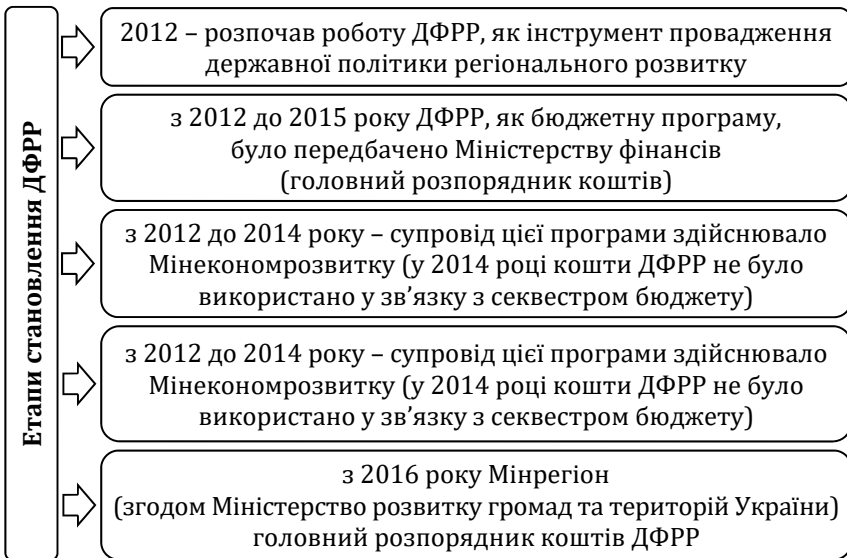 Етапи становлення ДФРР
2012 – розпочав роботу ДФРР, як інструмент провадження
державної політики регіонального розвитку
з 2012 до 2015 року ДФРР, як бюджетну програму,
було передбачено Міністерству фінансів
(головний розпорядник коштів)
з 2012 до 2014 року – супровід цієї програми здійснювало
Мінекономрозвитку (у 2014 році кошти ДФРР не було
використано у зв’язку з секвестром бюджету)
з 2012 до 2014 року – супровід цієї програми здійснювало
Мінекономрозвитку (у 2014 році кошти ДФРР не було
використано у зв’язку з секвестром бюджету)
з 2016 року Мінрегіон
(згодом Міністерство розвитку громад та територій України)
головний розпорядник коштів ДФРР